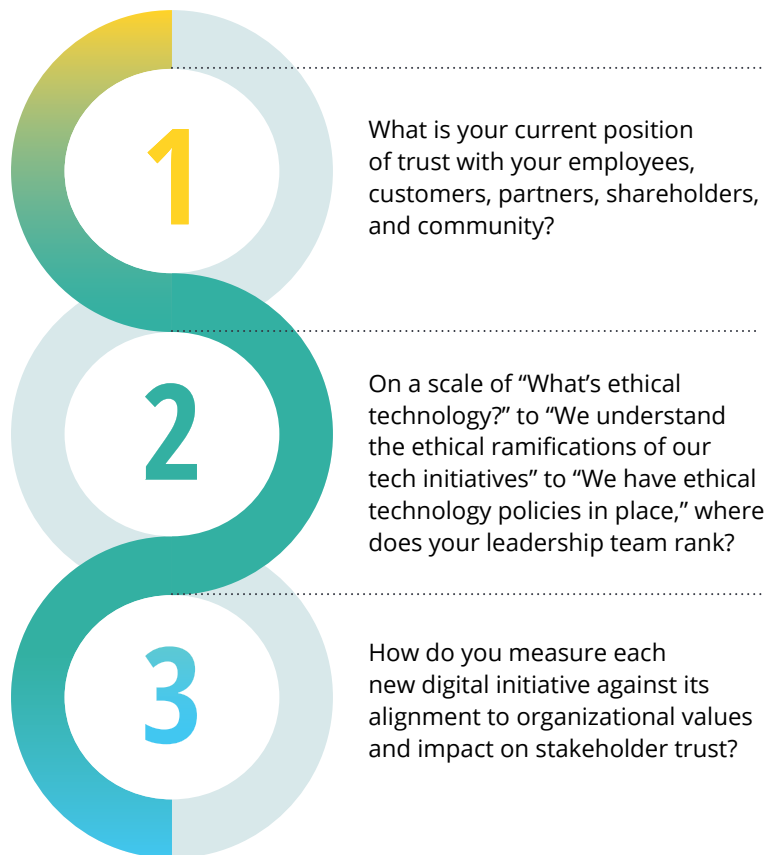 1
What is your current position
of trust with your employees,
customers, partners, shareholders,
and community?
2
On a scale of “What’s ethical
technology?” to “We understand
the ethical ramifications of our
tech initiatives” to “We have ethical
technology policies in place,” where
does your leadership team rank?
3
How do you measure each
new digital initiative against its
alignment to organizational values
and impact on stakeholder trust?